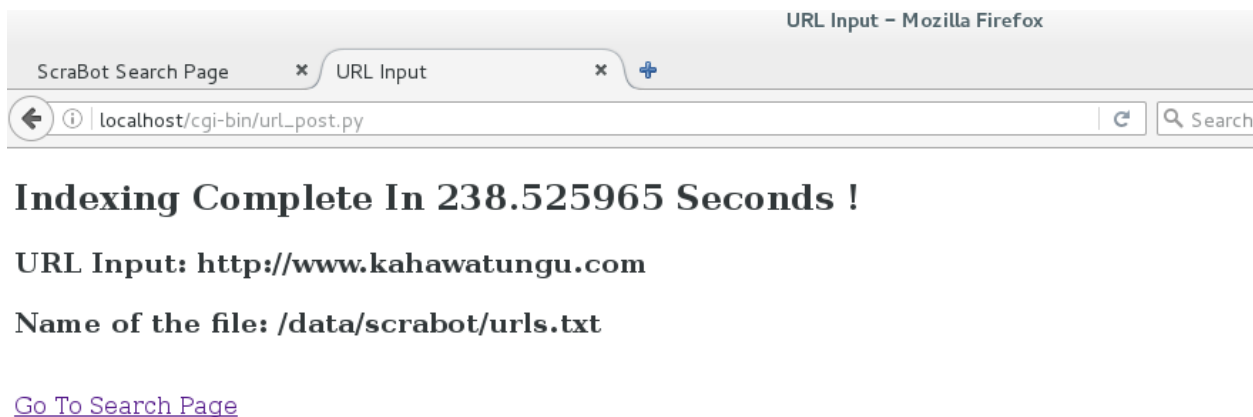 URL Input – Mozilla Firefox
ScraBot Search Page
URL Input
localhost/cgi-bin/url_post.py
Search
Indexing Complete In 238.525965 Seconds !
URL Input: http://www.kahawatungu.com
Name of the file: /data/scrabot/urls.txt
Go To Search Page